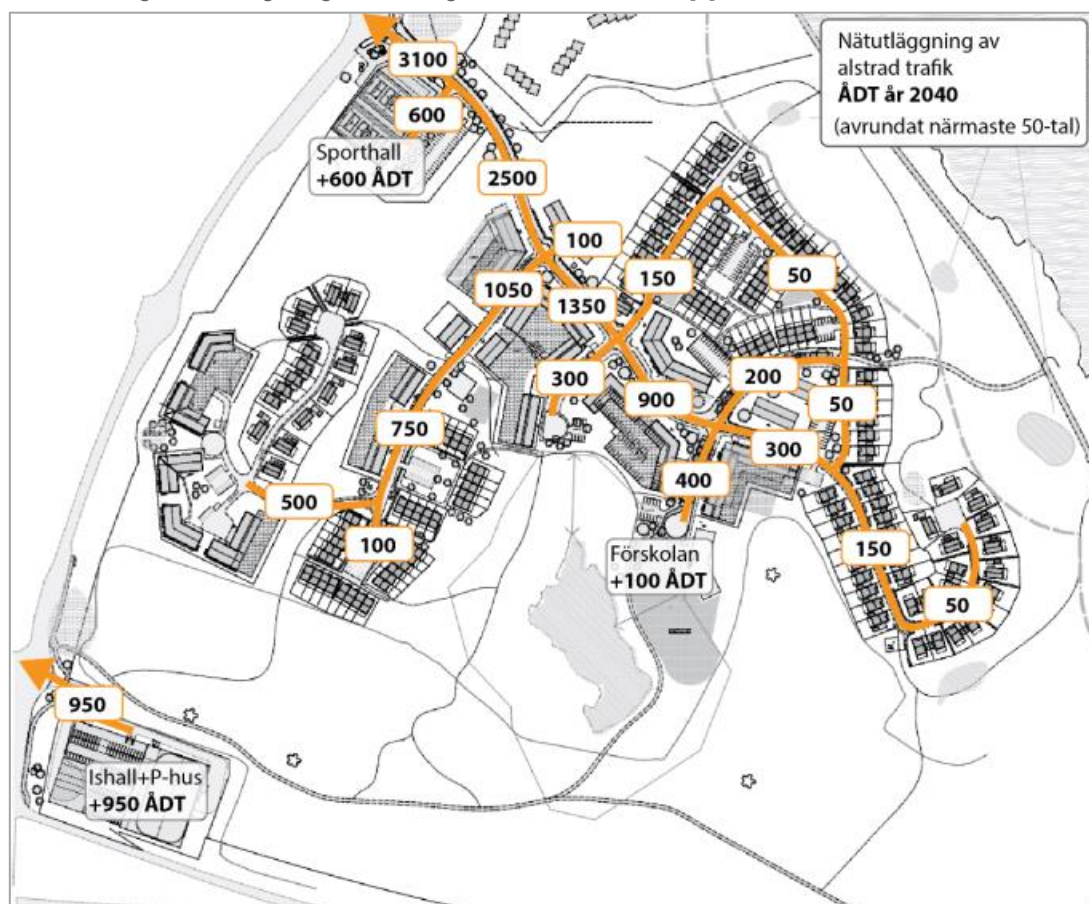 Nätutläggning av
alstrad trafik
ÅDT år 2040
(avrundat närmaste 50-tal)
3100
600
Sporthall
+600 ÅDT
2500
100
1050
150
50
1350
300
200
900
50
750
300
400
500
100
150
Förskolan
+100 ÅDT
50
950
Ishall+P-hus
+950 ÅDT